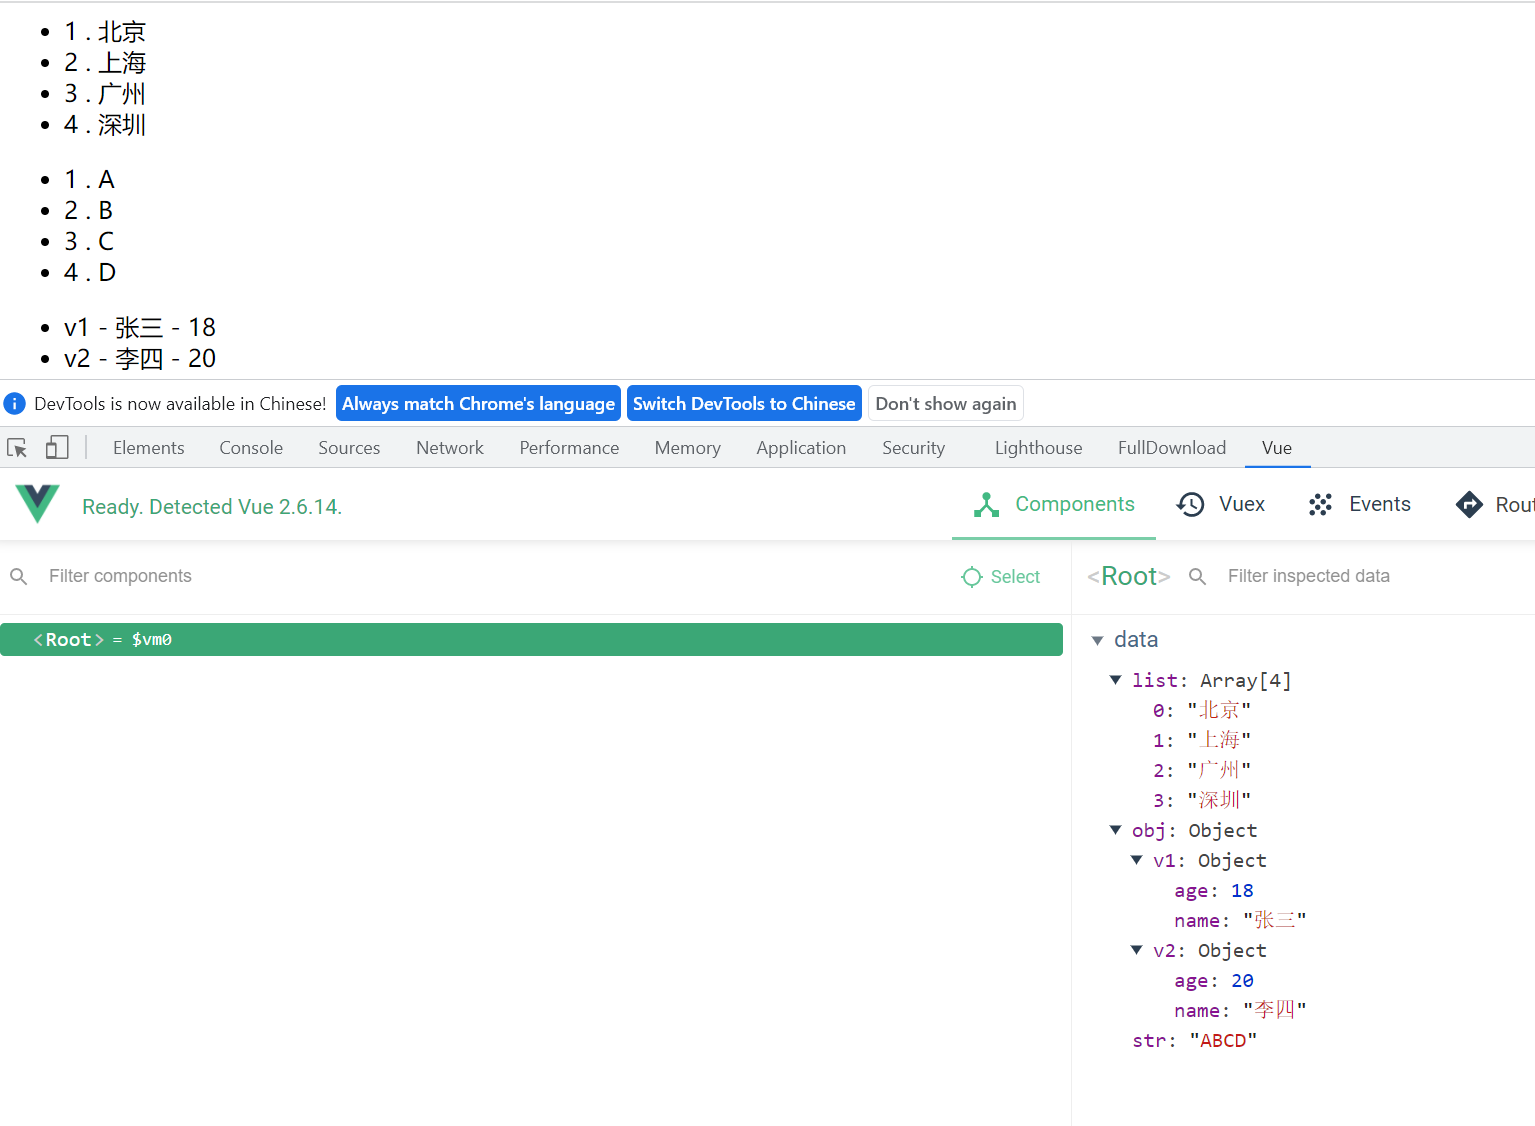 1 . 北京
2 . 上海
3 . 广州
4 . 深圳
1 . A
2 . B
3 . C
4 . D
v1 - 张三 - 18
v2 - 李四 - 20
DevTools is now available in Chinese! Always match Chrome's language Switch DevTools to Chinese Don't show again
Elements Console Sources Network Performance Memory Application Security Lighthouse FullDownload Vue
Ready. Detected Vue 2.6.14. Components Vuex Events Rout
Filter components Select <Root> Filter inspected data
<Root> = $vm0
data
list: Array[4]
0: "北京"
1: "上海"
2: "广州"
3: "深圳"
obj: Object
v1: Object
age: 18
name: "张三"
v2: Object
age: 20
name: "李四"
str: "ABCD"